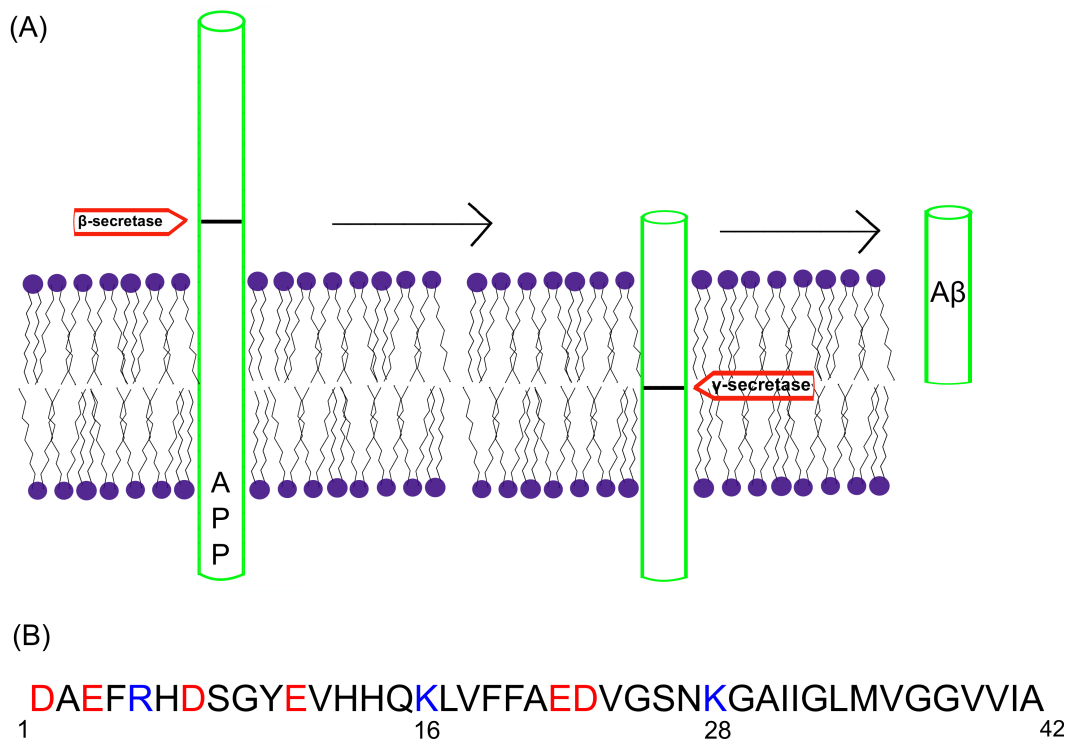 (A)
β-secretase
γ-secretase
Aβ
A
P
P
(B)
DAEFRHDSGYEVHHQKLVFFAEDVGSNKGAIIGLMVGGVVIA
1 16 28 42